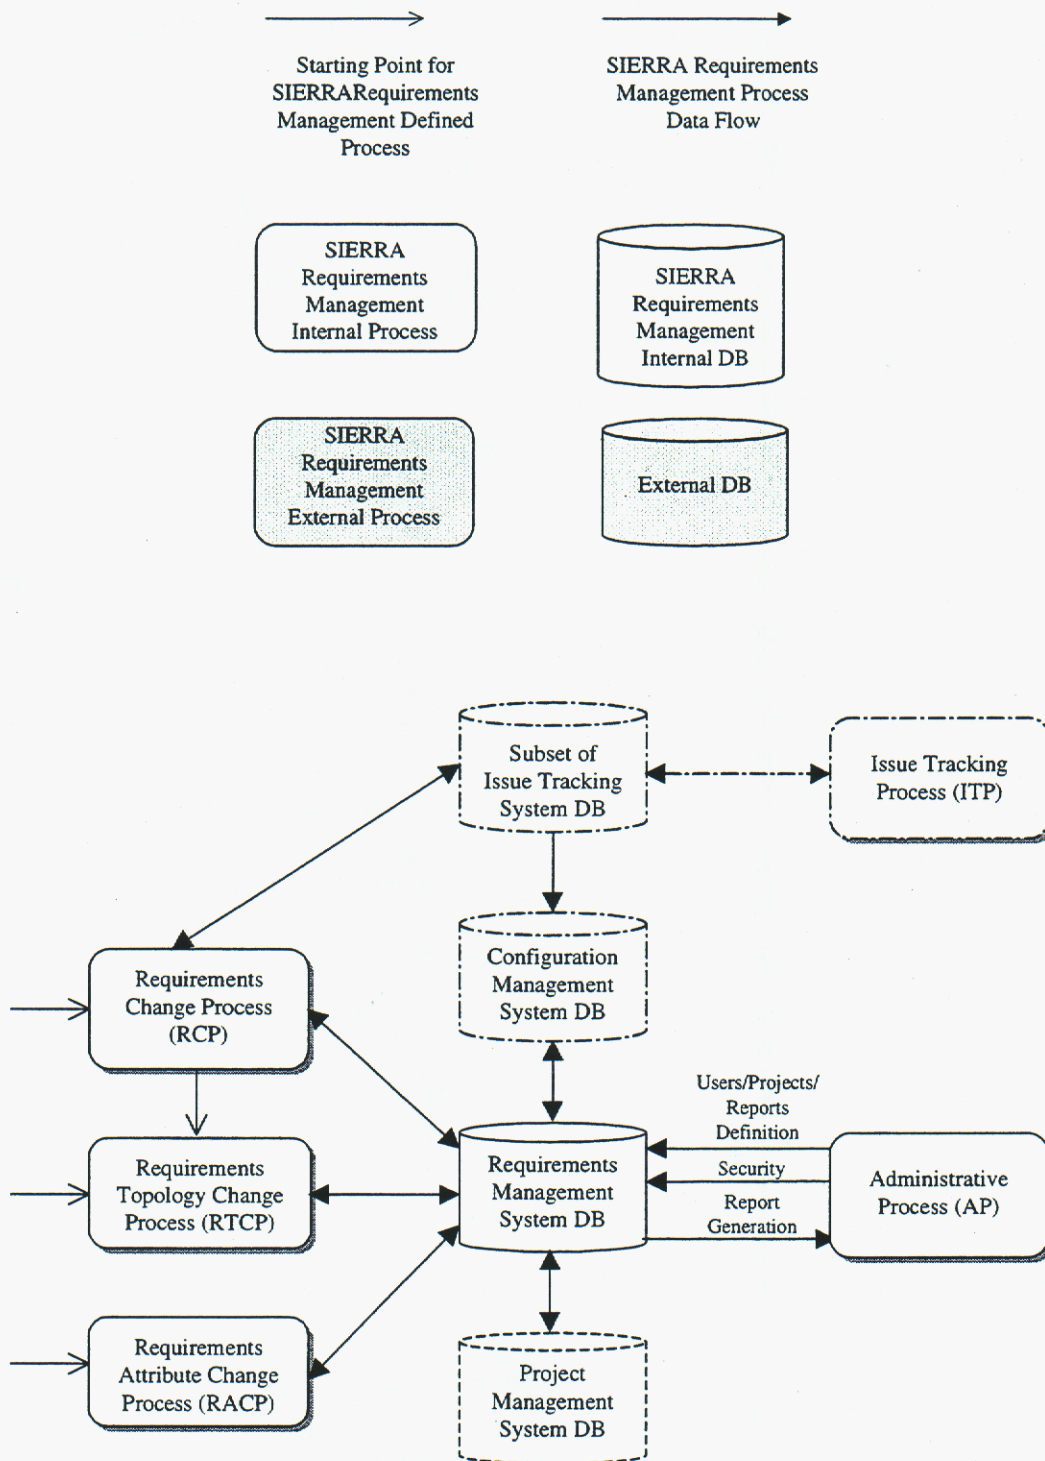 Starting Point for
SIERRARequirements
Management Defined
Process
SIERRA Requirements
Management Process
Data Flow
SIERRA
Requirements
Management
Internal Process
SIERRA
Requirements
Management
Internal DB
SIERRA
Requirements
Management
External Process
External DB
Subset of
Issue Tracking
System DB
Issue Tracking
Process (ITP)
Requirements
Change Process
(RCP)
Configuration
Management
System DB
Users/Projects/
Reports
Definition
Security
Report
Generation
Requirements
Topology Change
Process (RTCP)
Requirements
Management
System DB
Administrative
Process (AP)
Requirements
Attribute Change
Process (RACP)
Project
Management
System DB